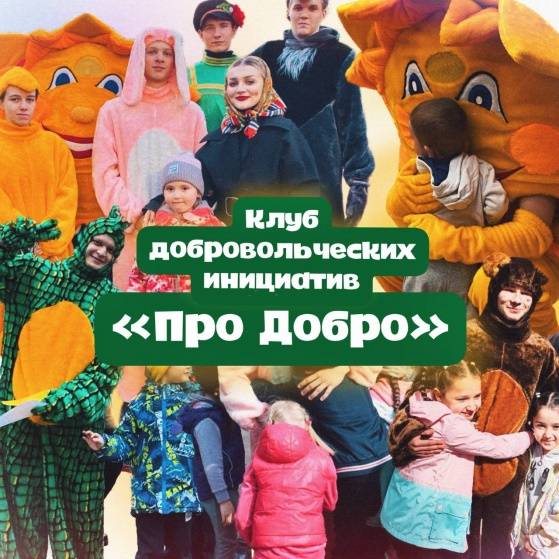 Клуб
добровольческих
инициатив
«Про Добро»